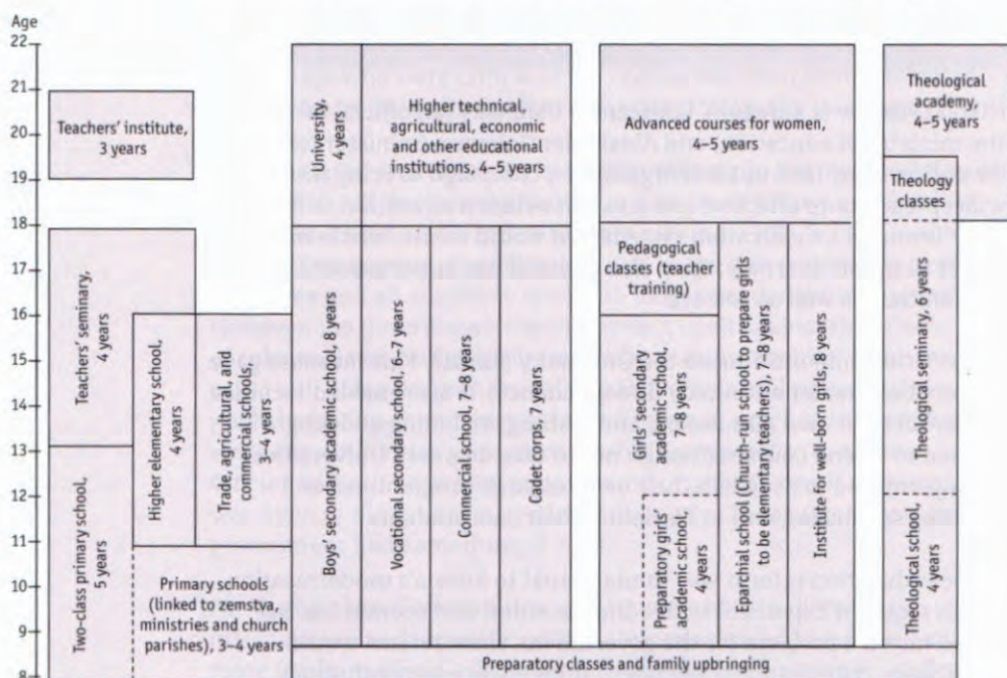 Age
22
21
20
19
18
17
16
15
14
13
12
11
10
9
8
Teachers' institute,
3 years
Teachers' seminary,
4 years
Two-class primary school,
5 years
Higher elementary school,
4 years
Primary schools
(linked to zemstva,
ministries and church
parishes), 3–4 years
Trade, agricultural, and
commercial schools,
3–4 years
University,
4 years
Boys' secondary academic school, 8 years
Higher technical,
agricultural, economic
and other educational
institutions, 4–5 years
Vocational secondary school, 6–7 years
Commercial school, 7–8 years
Cadet corps, 7 years
Advanced courses for women,
4–5 years
Pedagogical
classes (teacher
training)
Girls' secondary
academic school,
7–8 years
Preparatory girls'
academic school,
4 years
Eparchial school (church-run school to prepare girls
to be elementary teachers), 7–8 years
Institute for well-born girls, 8 years
Theological
academy,
4–5 years
Theology
classes
Theological seminary, 6 years
Theological school,
4 years
Preparatory classes and family upbringing